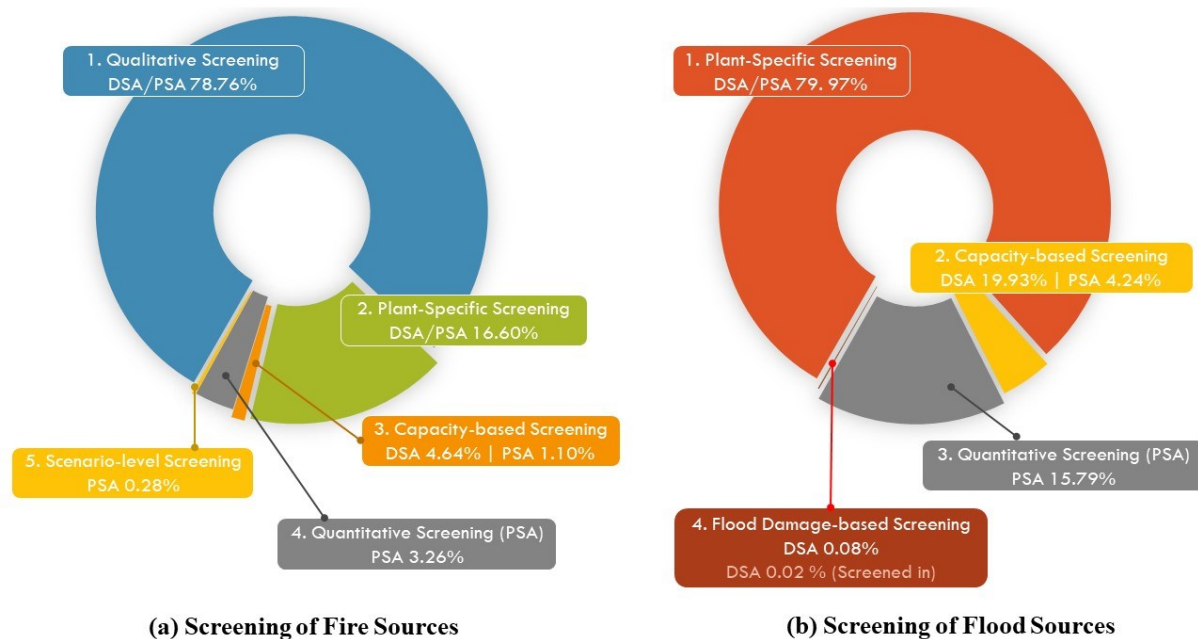 1. Qualitative Screening
DSA/PSA 78.76%
2. Plant-Specific Screening
DSA/PSA 16.60%
3. Capacity-based Screening
DSA 4.64% | PSA 1.10%
5. Scenario-level Screening
PSA 0.28%
4. Quantitative Screening (PSA)
PSA 3.26%
(a) Screening of Fire Sources
1. Plant-Specific Screening
DSA/PSA 79. 97%
2. Capacity-based Screening
DSA 19.93% | PSA 4.24%
3. Quantitative Screening (PSA)
PSA 15.79%
4. Flood Damage-based Screening
DSA 0.08%
DSA 0.02 % (Screened in)
(b) Screening of Flood Sources